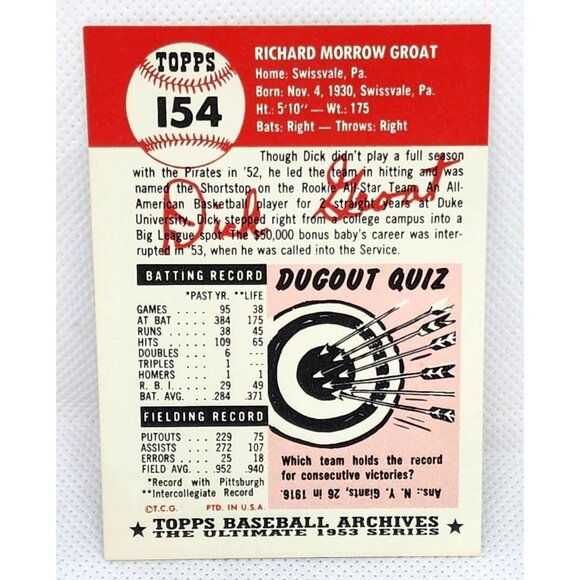 TOPPS
154
RICHARD MORROW GROAT
Home: Swissvale, Pa.
Born: Nov. 4, 1930, Swissvale, Pa.
Ht.: 5'10" — Wt.: 175
Bats: Right — Throws: Right
Though Dick didn't play a full season
with the Pirates in '52, he led the team in hitting and was
named the Shortstop on the Rookie All-Star Team. An All-
American Basketball player for 3 straight years at Duke
University, Dick stepped right from a college campus into a
Big League spot. The $50,000 bonus baby's career was inter-
rupted in '53, when he was called into the Service.
Dick Groat
BATTING RECORD
*PAST YR. **LIFE
GAMES . . . 95 38
AT BAT . . . 384 175
RUNS . . . 38 45
HITS . . . 109 65
DOUBLES . . 6 ---
TRIPLES . . 1 ---
HOMERS . . 1 ---
R. B. I. . . . 29 49
BAT. AVG. . . .284 .371
FIELDING RECORD
PUTOUTS . . . 229 75
ASSISTS . . . 272 107
ERRORS . . . 25 18
FIELD AVG. . . .952 .940
*Record with Pittsburgh
**Intercollegiate Record
©T.C.G. PTD. IN U.S.A.
DUGOUT QUIZ
Which team holds the record for
consecutive victories?
Ans.: N. Y. Giants, 26 in 1916.
TOPPS BASEBALL ARCHIVES
THE ULTIMATE 1953 SERIES